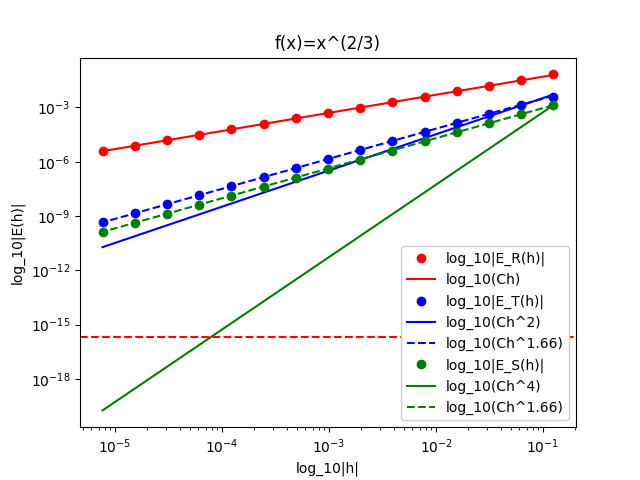 f(x)=x^(2/3)
log_10|E(h)|
10^-3
10^-6
10^-9
10^-12
10^-15
10^-18
log_10|E_R(h)|
log_10(Ch)
log_10|E_T(h)|
log_10(Ch^2)
log_10(Ch^1.66)
log_10|E_S(h)|
log_10(Ch^4)
log_10(Ch^1.66)
10^-5 10^-4 10^-3 10^-2 10^-1
log_10|h|